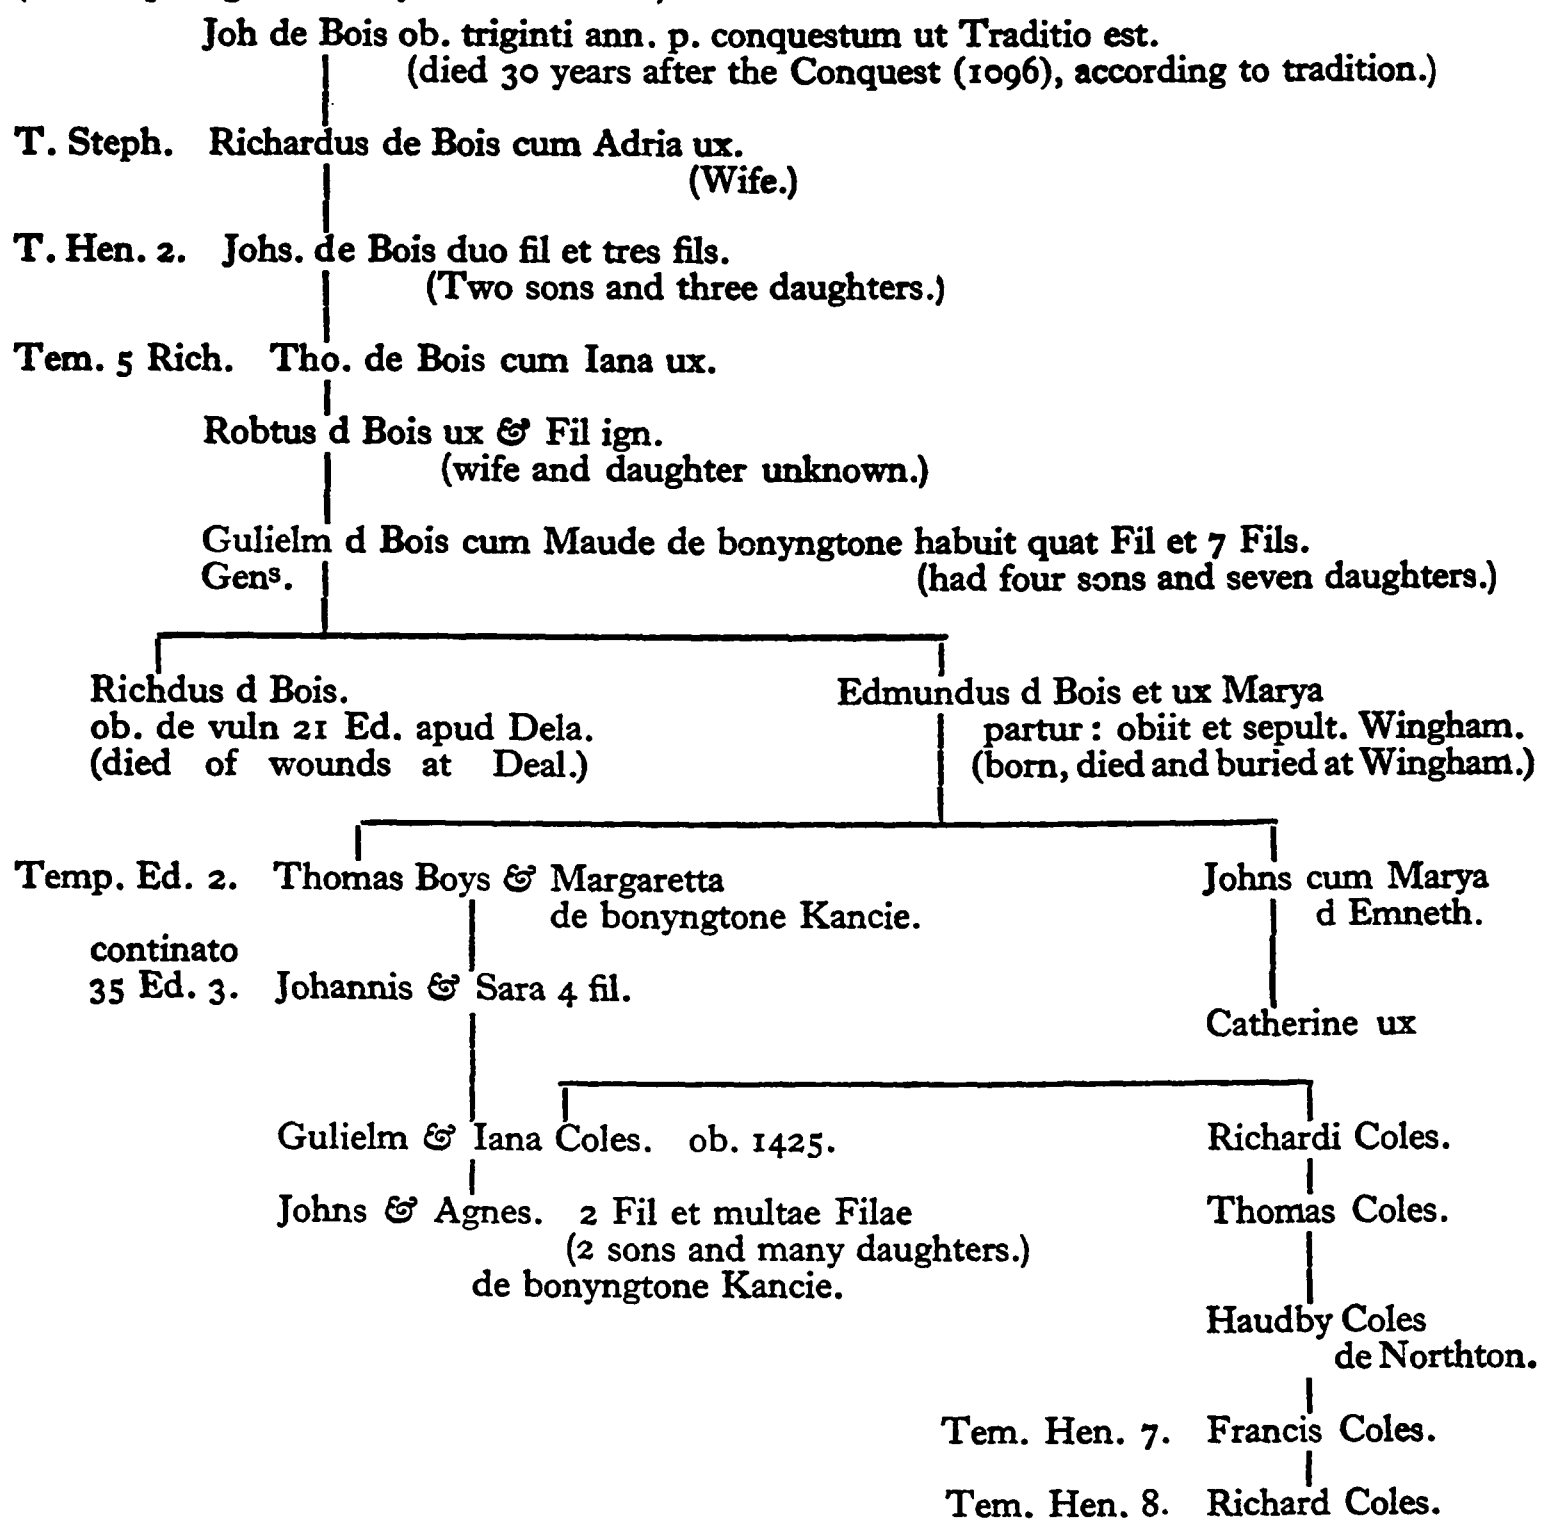 Joh de Bois ob. triginti ann. p. conquestum ut Traditio est.
(died 30 years after the Conquest (1096), according to tradition.)
T. Steph. Richardus de Bois cum Adria ux.
(Wife.)
T. Hen. 2. Johs. de Bois duo fil et tres fils.
(Two sons and three daughters.)
Tem. 5 Rich. Tho. de Bois cum Iana ux.
Robtus d Bois ux & Fil ign.
(wife and daughter unknown.)
Gulielm d Bois cum Maude de bonyngtone habuit quat Fil et 7 Fils.
Gens. (had four sons and seven daughters.)
Richdus d Bois.
ob. de vuln 21 Ed. apud Dela.
(died of wounds at Deal.)
Edmundus d Bois et ux Marya
partur : obiit et sepult. Wingham.
(born, died and buried at Wingham.)
Temp. Ed. 2. Thomas Boys & Margaretta
de bonyngtone Kancie.
Johns cum Marya
d Emneth.
continato
35 Ed. 3. Johannis & Sara 4 fil.
Catherine ux
Gulielm & Iana Coles. ob. 1425.
Richardi Coles.
Johns & Agnes. 2 Fil et multae Filae
(2 sons and many daughters.)
de bonyngtone Kancie.
Thomas Coles.
Haudby Coles
de Northton.
Tem. Hen. 7. Francis Coles.
Tem. Hen. 8. Richard Coles.